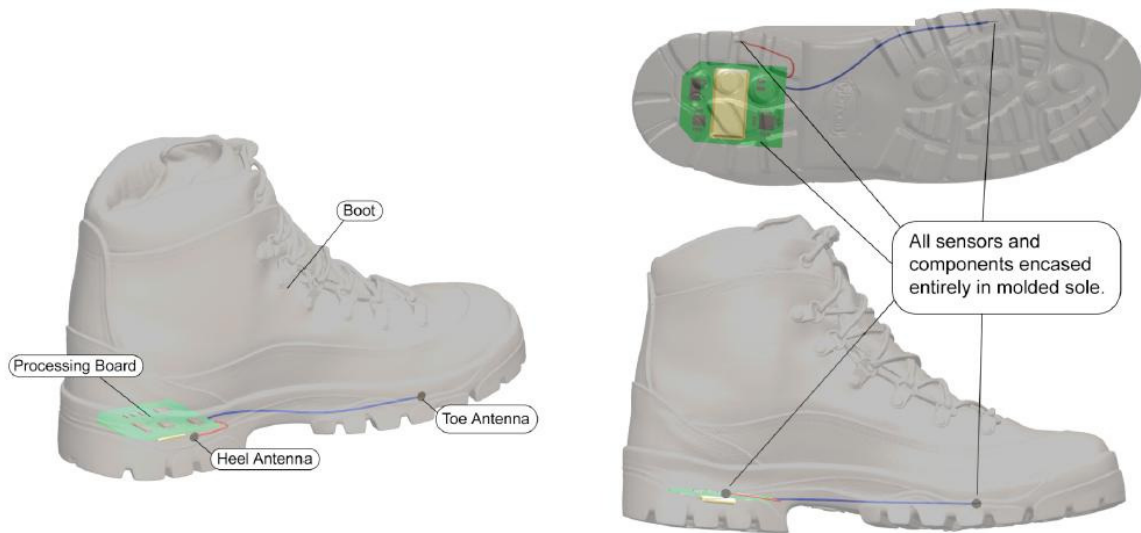 Boot
Processing Board
Toe Antenna
Heel Antenna
All sensors and
components encased
entirely in molded sole.